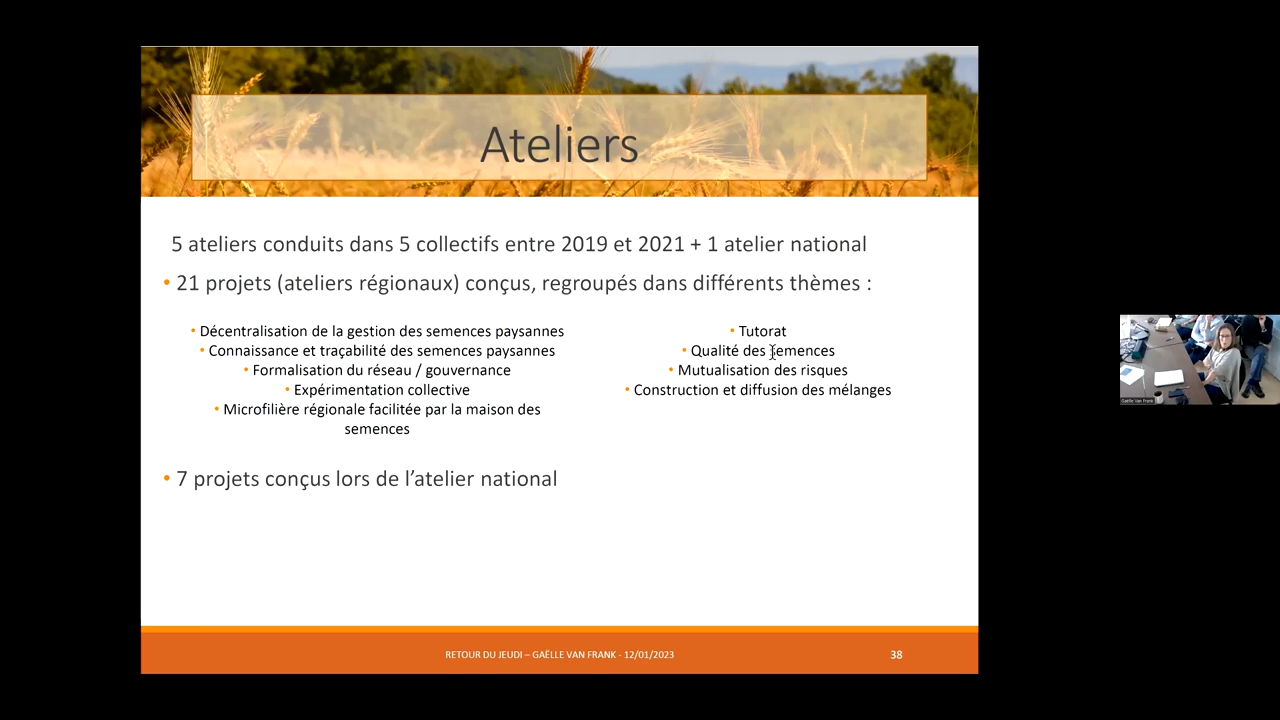 Ateliers
5 ateliers conduits dans 5 collectifs entre 2019 et 2021 + 1 atelier national
• 21 projets (ateliers régionaux) conçus, regroupés dans différents thèmes :
• Décentralisation de la gestion des semences paysannes
• Connaissance et traçabilité des semences paysannes
• Formalisation du réseau / gouvernance
• Expérimentation collective
• Microfilière régionale facilitée par la maison des
semences
• Tutorat
• Qualité des semences
• Mutualisation des risques
• Construction et diffusion des mélanges
• 7 projets conçus lors de l’atelier national
RETOUR DU JEUDI – GAËLLE VAN FRANK - 12/01/2023
38
Gaëlle Van Frank